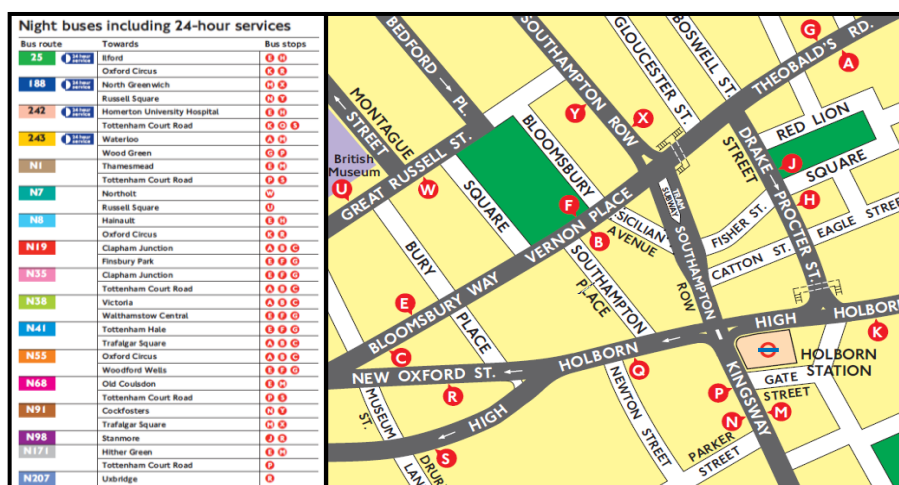 Night buses including 24-hour services
Bus route Towards Bus stops
25 24 hour service Ilford E H
Oxford Circus K R
188 24 hour service North Greenwich M X
Russell Square N Y
242 24 hour service Homerton University Hospital E H
Tottenham Court Road K Q S
243 24 hour service Waterloo A M
Wood Green G P
N1 Thamesmead E M
Tottenham Court Road P S
N7 Northolt W
Russell Square U
N8 Hainault E H
Oxford Circus K R
N19 Clapham Junction A B C
Finsbury Park E F G
N35 Clapham Junction E F G
Tottenham Court Road A B C
N38 Victoria A B C
Walthamstow Central E F G
N41 Tottenham Hale E F G
Trafalgar Square A B C
N55 Oxford Circus A B C
Woodford Wells E F G
N68 Old Coulsdon E M
Tottenham Court Road P S
N91 Cockfosters N Y
Trafalgar Square M X
N98 Stanmore J R
N171 Hither Green E M
Tottenham Court Road P
N207 Uxbridge R
BEDFORD PL.
SOUTHAMPTON ROW
GLOUCESTER ST.
BOSWELL ST.
THEOBALD'S RD.
G
A
MONTAGUE STREET
Y
X
BLOOMSBURY
DRAKE STREET
RED LION SQUARE
British
Museum
U
GREAT RUSSELL ST.
W
SQUARE
F
J
H
PROCTER ST.
TRAM SUBWAY
SICILIAN AVENUE
FISHER ST.
EAGLE STREET
CATTON ST.
VERNON PLACE
B
SOUTHAMPTON PLACE
SOUTHAMPTON ROW
BURY PLACE
BLOOMSBURY WAY
E
C
HIGH HOLBORN
K
HOLBORN
STATION
NEW OXFORD ST.
R
HIGH HOLBORN
Q
P
GATE STREET
N
M
KINGSWAY
MUSEUM ST.
S
NEWTON STREET
PARKER STREET
DRUR
LAN